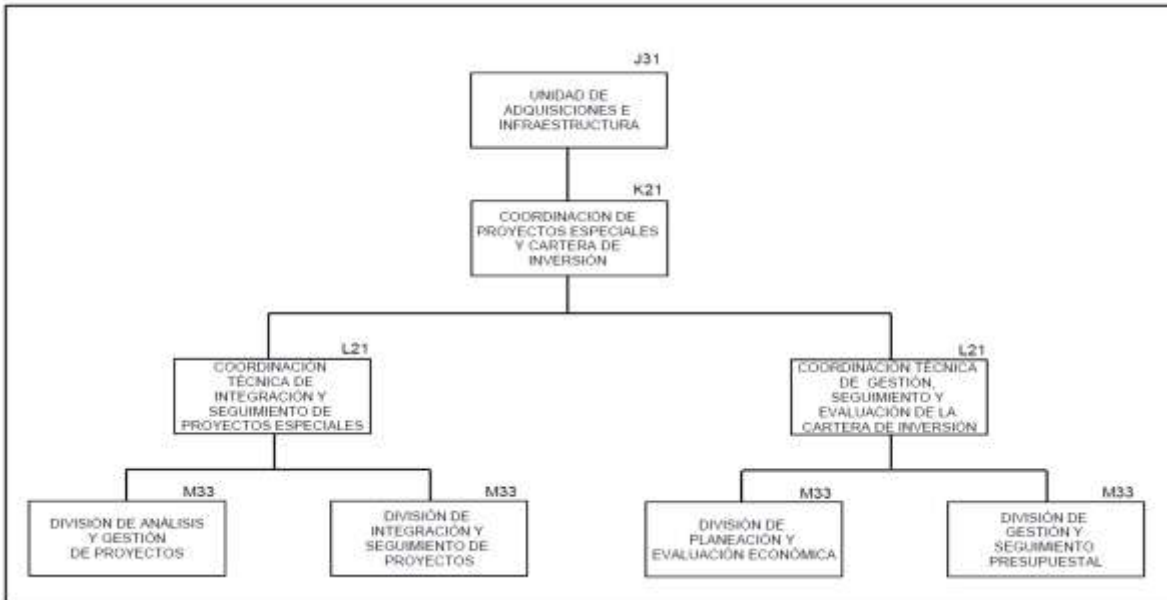 J31
UNIDAD DE
ADQUISICIONES E
INFRAESTRUCTURA
K21
COORDINACIÓN DE
PROYECTOS ESPECIALES
Y CARTERA DE
INVERSIÓN
L21
COORDINACIÓN
TÉCNICA DE
INTEGRACIÓN Y
SEGUIMIENTO DE
PROYECTOS ESPECIALES
L21
COORDINACIÓN TÉCNICA
DE GESTIÓN,
SEGUIMIENTO Y
EVALUACIÓN DE LA
CARTERA DE INVERSIÓN
M33
DIVISIÓN DE ANÁLISIS
Y GESTIÓN
DE PROYECTOS
M33
DIVISIÓN DE
INTEGRACIÓN Y
SEGUIMIENTO DE
PROYECTOS
M33
DIVISIÓN DE
PLANEACIÓN Y
EVALUACIÓN ECONÓMICA
M33
DIVISIÓN DE
GESTIÓN Y
SEGUIMIENTO
PRESUPUESTAL